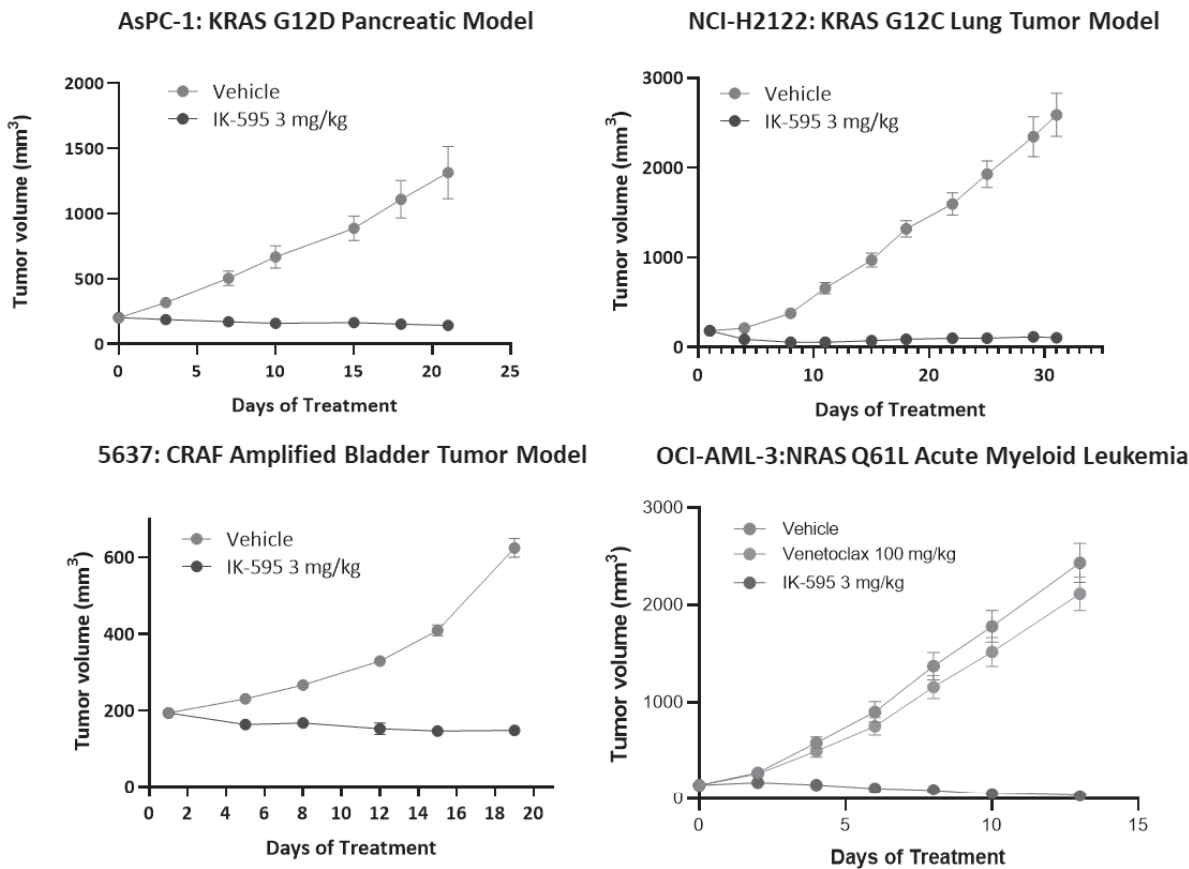 AsPC-1: KRAS G12D Pancreatic Model
Tumor volume (mm³)
2000
1500
1000
500
0
Vehicle
IK-595 3 mg/kg
0 5 10 15 20 25
Days of Treatment
NCI-H2122: KRAS G12C Lung Tumor Model
Tumor volume (mm³)
3000
2000
1000
0
Vehicle
IK-595 3 mg/kg
0 10 20 30
Days of Treatment
5637: CRAF Amplified Bladder Tumor Model
Tumor volume (mm³)
600
400
200
0
Vehicle
IK-595 3 mg/kg
0 2 4 6 8 10 12 14 16 18 20
Days of Treatment
OCI-AML-3:NRAS Q61L Acute Myeloid Leukemia
Tumor volume (mm³)
3000
2000
1000
0
Vehicle
Venetoclax 100 mg/kg
IK-595 3 mg/kg
0 5 10 15
Days of Treatment